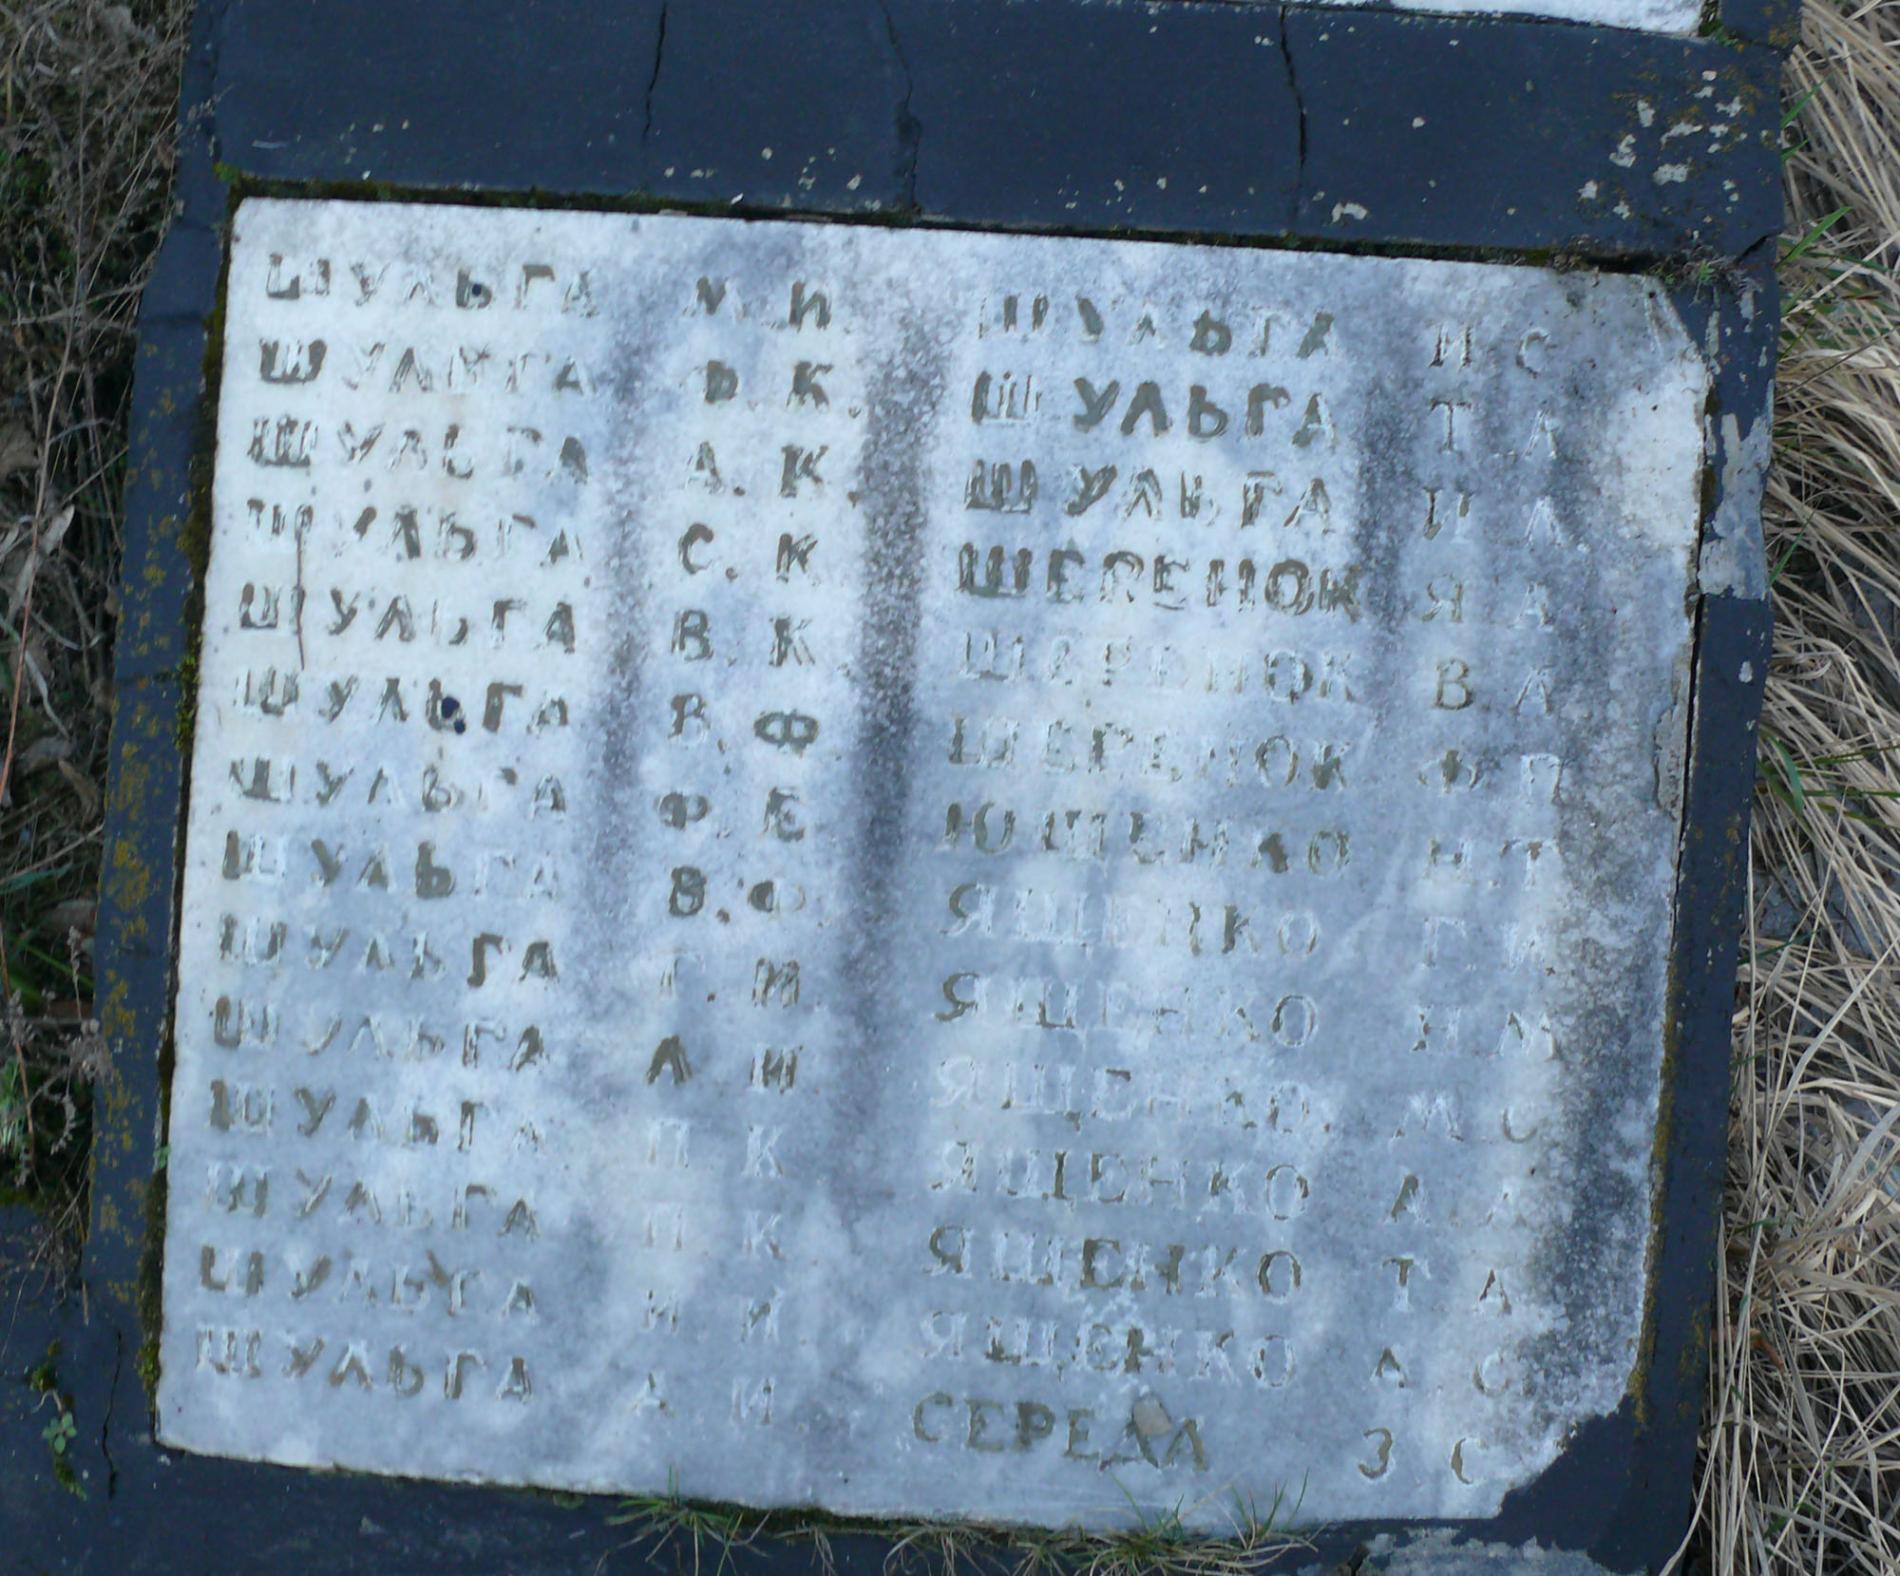 ШУЛЬГА М. И.
ШУЛЬГА К.
ШУЛЬГА А. К.
ШУЛЬГА С. К.
ШУЛЬГА В. К.
ШУЛЬГА В. Ф
ШУЛЬГА Ф. Е
ШУЛЬГА В. Ф.
ШУЛЬГА Г. И.
ШУЛЬГА Л И.
ШУЛЬГА П К
ШУЛЬГА П. К.
ШУЛЬГА И. И.
ШУЛЬГА А. И.
ШУЛЬГА И С
ШУЛЬГА Т А
ШУЛЬГА И А
ШЕРЕНОК Я А
ШЕРЕНОК В. А
ШЕРЕНОК Ф П
ЮЩЕНКО Н. Т
ЯЩЕНКО Г. И.
ЯЩЕНКО Н М
ЯЩЕНКО М. С
ЯЩЕНКО А. А
ЯЩЕНКО Т. А
ЯЩЕНКО А. С
СЕРЕДА З С